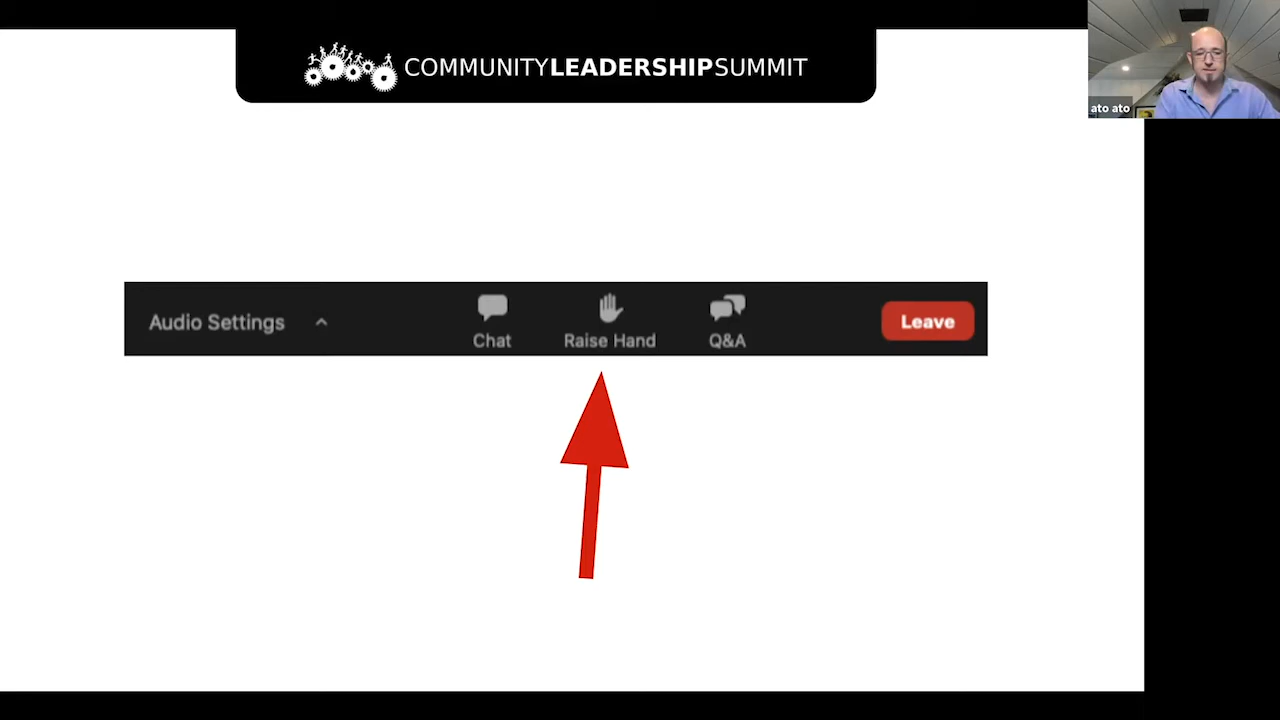 COMMUNITYLEADERSHIPSUMMIT
ato ato
Audio Settings
Chat
Raise Hand
Q&A
Leave